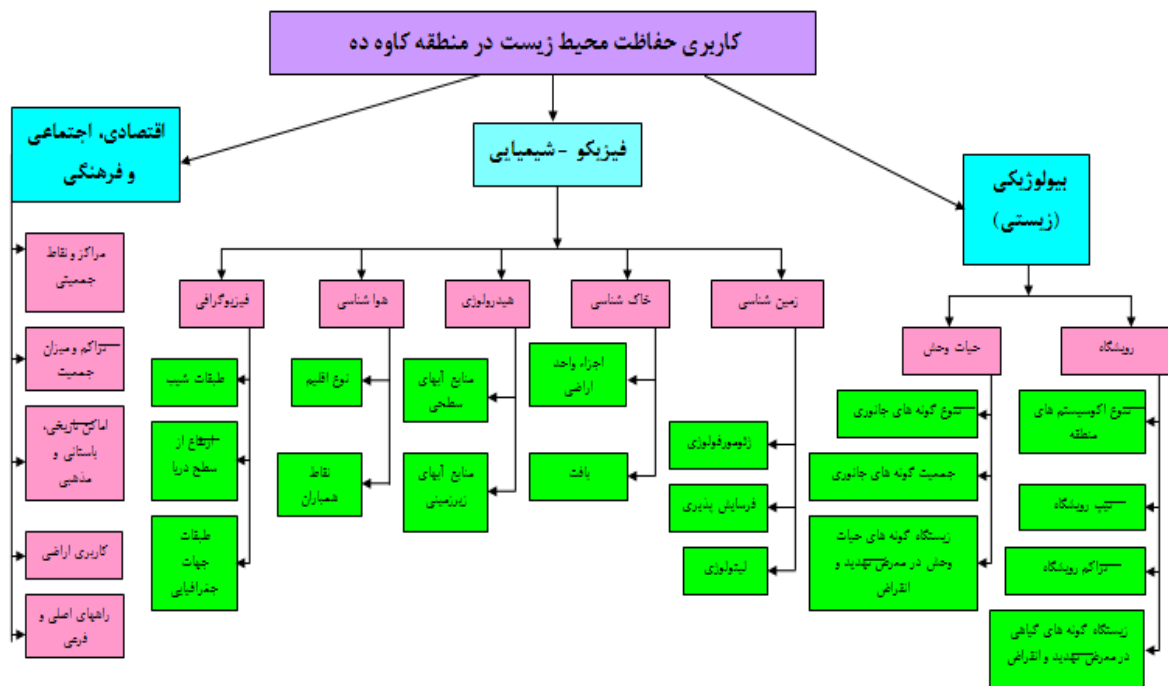 کاربری حفاظت محیط زیست در منطقه کاوه ده
اقتصادی، اجتماعی
و فرهنگی
فیزیکو - شیمیایی
بیولوژیکی
(زیستی)
مراکز و نقاط
جمعیتی
تراکم و میزان
جمعیت
اماکن تاریخی،
باستانی و
مذهبی
کاربری اراضی
راههای اصلی و
فرعی
زمین شناسی
خاک شناسی
هیدرولوژی
هوا شناسی
فیزیوگرافی
ژئومورفولوژی
فرسایش پذیری
لیتولوژی
اجزاء واحد
اراضی
بافت
منابع آبهای
سطحی
منابع آبهای
زیرزمینی
نوع اقلیم
نقاط
همباران
طبقات شیب
ارتفاع از
سطح دریا
طبقات
جهات
جغرافیایی
رویشگاه
حیات وحش
تنوع اکوسیستم های
منطقه
تیپ رویشگاه
تراکم رویشگاه
زیستگاه گونه های گیاهی
در معرض تهدید و انقراض
تنوع گونه های جانوری
جمعیت گونه های جانوری
زیستگاه گونه های حیات
وحش در معرض تهدید و
انقراض